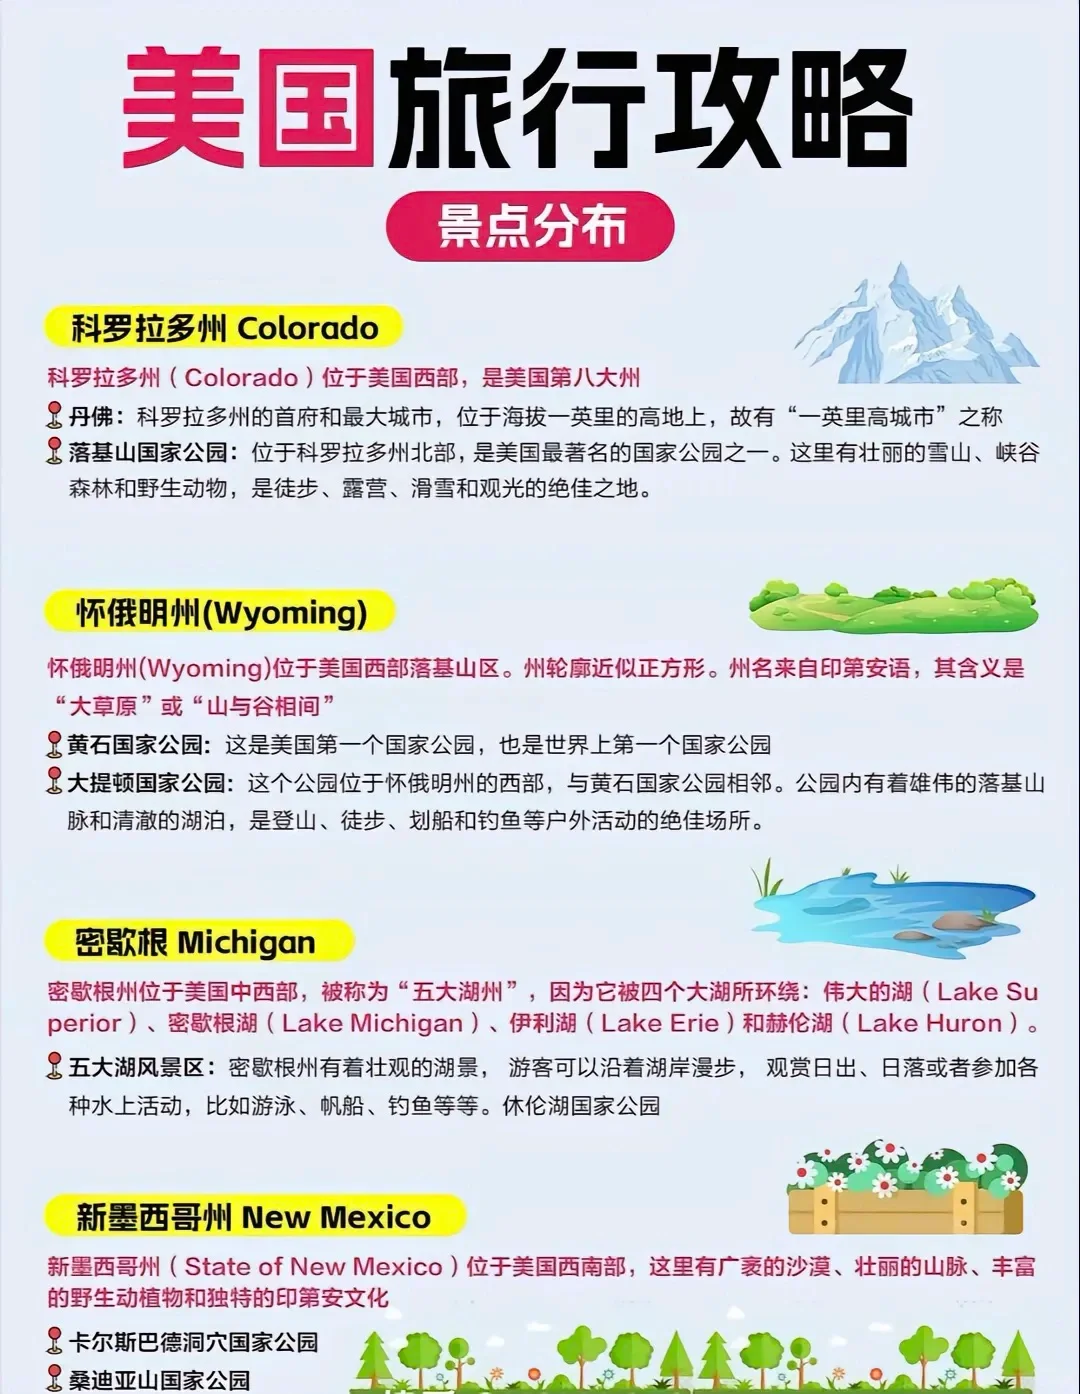 美国旅行攻略
景点分布
科罗拉多州 Colorado
科罗拉多州（Colorado）位于美国西部，是美国第八大州
丹佛：科罗拉多州的首府和最大城市，位于海拔一英里的高地上，故有“一英里高城市”之称
落基山国家公园：位于科罗拉多州北部，是美国最著名的国家公园之一。这里有壮丽的雪山、峡谷
森林和野生动物，是徒步、露营、滑雪和观光的绝佳之地。
怀俄明州(Wyoming)
怀俄明州(Wyoming)位于美国西部落基山区。州轮廓近似正方形。州名来自印第安语，其含义是
“大草原”或“山与谷相间”
黄石国家公园：这是美国第一个国家公园，也是世界上第一个国家公园
大提顿国家公园：这个公园位于怀俄明州的西部，与黄石国家公园相邻。公园内有着雄伟的落基山
脉和清澈的湖泊，是登山、徒步、划船和钓鱼等户外活动的绝佳场所。
密歇根 Michigan
密歇根州位于美国中西部，被称为“五大湖州”，因为它被四个大湖所环绕：伟大的湖（Lake Su
perior）、密歇根湖（Lake Michigan）、伊利湖（Lake Erie）和赫伦湖（Lake Huron）。
五大湖风景区：密歇根州有着壮观的湖景， 游客可以沿着湖岸漫步， 观赏日出、日落或者参加各
种水上活动，比如游泳、帆船、钓鱼等等。休伦湖国家公园
新墨西哥州 New Mexico
新墨西哥州（State of New Mexico）位于美国西南部，这里有广袤的沙漠、壮丽的山脉、丰富
的野生动植物和独特的印第安文化
卡尔斯巴德洞穴国家公园
桑迪亚山国家公园